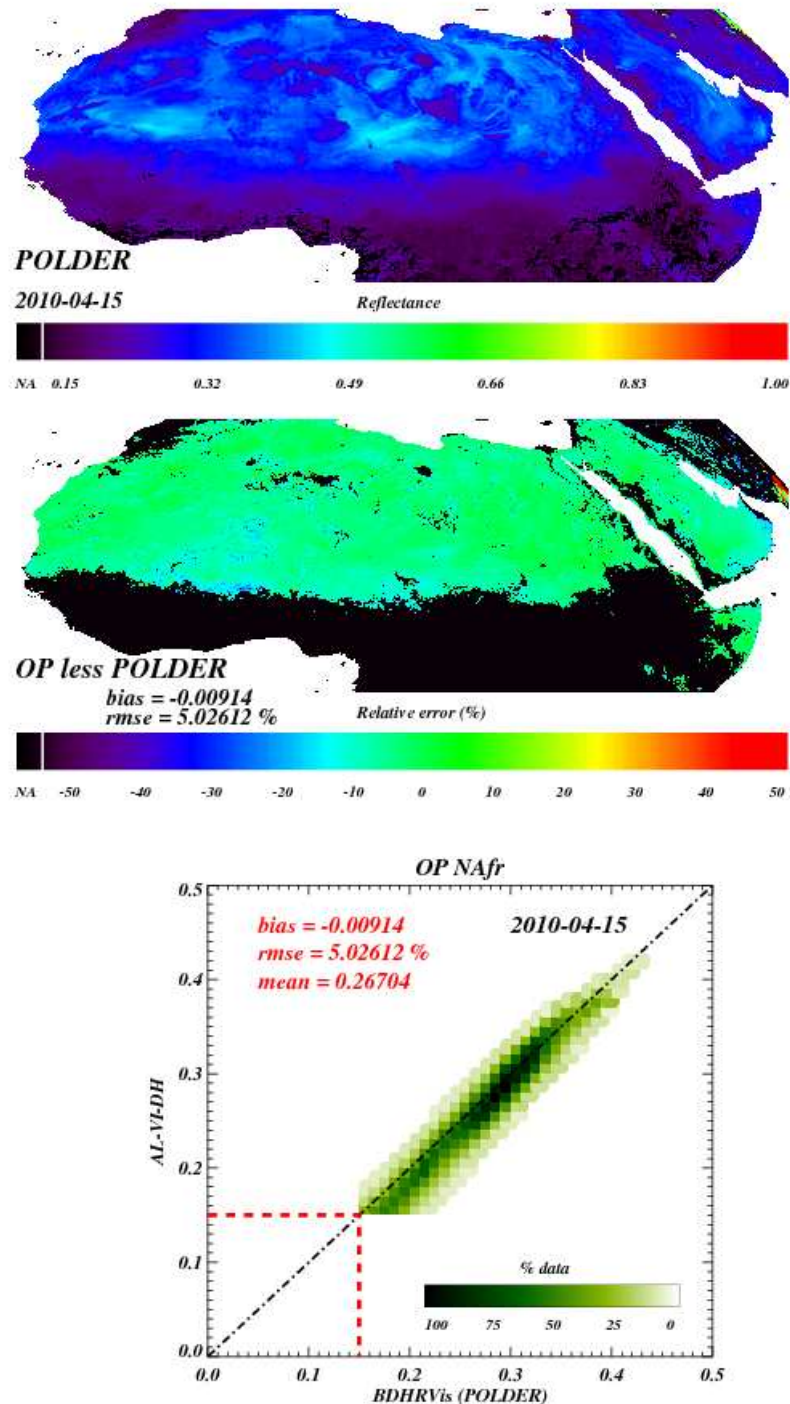 POLDER
2010-04-15
Reflectance
NA 0.15 0.32 0.49 0.66 0.83 1.00
OP less POLDER
bias = -0.00914
rmse = 5.02612 %
Relative error (%)
NA -50 -40 -30 -20 -10 0 10 20 30 40 50
OP NAfr
bias = -0.00914
rmse = 5.02612 %
mean = 0.26704
2010-04-15
0.5
0.4
0.3
0.2
0.1
0.0
AL-VI-DH
% data
100 75 50 25 0
0.0 0.1 0.2 0.3 0.4 0.5
BDHRVis (POLDER)